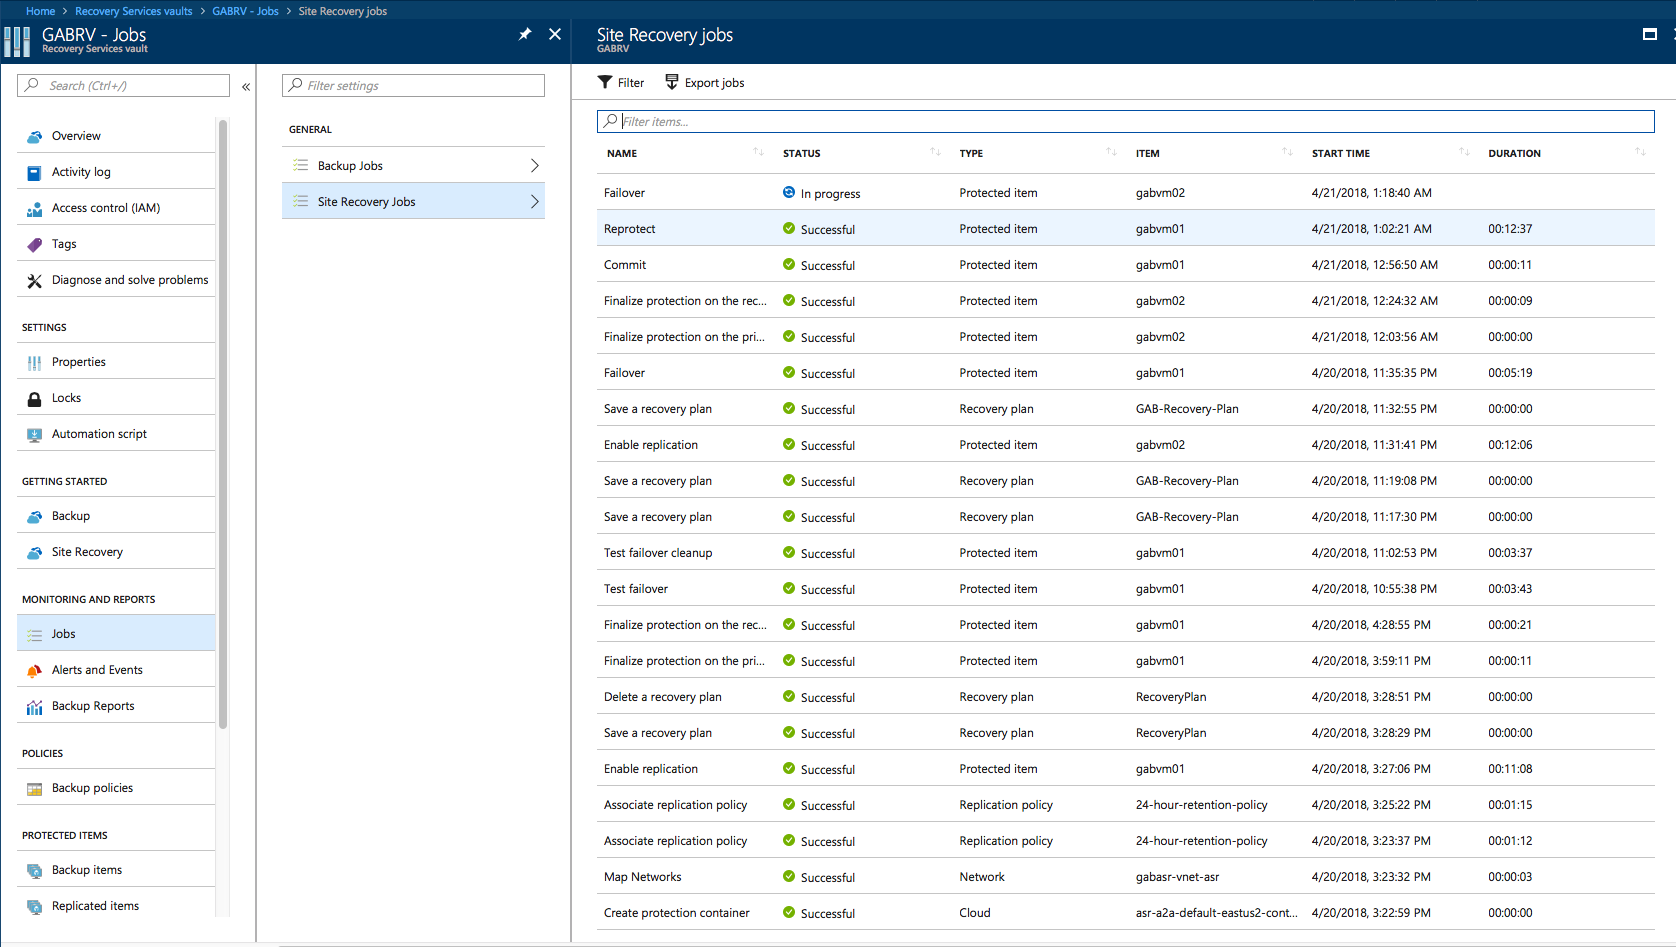 Home > Recovery Services vaults > GABRV - Jobs > Site Recovery jobs
GABRV - Jobs
Recovery Services vault
Search (Ctrl+/)
Overview
Activity log
Access control (IAM)
Tags
Diagnose and solve problems
SETTINGS
Properties
Locks
Automation script
GETTING STARTED
Backup
Site Recovery
MONITORING AND REPORTS
Jobs
Alerts and Events
Backup Reports
POLICIES
Backup policies
PROTECTED ITEMS
Backup items
Replicated items
Filter settings
GENERAL
Backup Jobs
Site Recovery Jobs
Site Recovery jobs
GABRV
Filter Export jobs
Filter items...
NAME STATUS TYPE ITEM START TIME DURATION
Failover In progress Protected item gabvm02 4/21/2018, 1:18:40 AM
Reprotect Successful Protected item gabvm01 4/21/2018, 1:02:21 AM 00:12:37
Commit Successful Protected item gabvm01 4/21/2018, 12:56:50 AM 00:00:11
Finalize protection on the rec... Successful Protected item gabvm02 4/21/2018, 12:24:32 AM 00:00:09
Finalize protection on the pri... Successful Protected item gabvm02 4/21/2018, 12:03:56 AM 00:00:00
Failover Successful Protected item gabvm01 4/20/2018, 11:35:35 PM 00:05:19
Save a recovery plan Successful Recovery plan GAB-Recovery-Plan 4/20/2018, 11:32:55 PM 00:00:00
Enable replication Successful Protected item gabvm02 4/20/2018, 11:31:41 PM 00:12:06
Save a recovery plan Successful Recovery plan GAB-Recovery-Plan 4/20/2018, 11:19:08 PM 00:00:00
Save a recovery plan Successful Recovery plan GAB-Recovery-Plan 4/20/2018, 11:17:30 PM 00:00:00
Test failover cleanup Successful Protected item gabvm01 4/20/2018, 11:02:53 PM 00:03:37
Test failover Successful Protected item gabvm01 4/20/2018, 10:55:38 PM 00:03:43
Finalize protection on the rec... Successful Protected item gabvm01 4/20/2018, 4:28:55 PM 00:00:21
Finalize protection on the pri... Successful Protected item gabvm01 4/20/2018, 3:59:11 PM 00:00:11
Delete a recovery plan Successful Recovery plan RecoveryPlan 4/20/2018, 3:28:51 PM 00:00:00
Save a recovery plan Successful Recovery plan RecoveryPlan 4/20/2018, 3:28:29 PM 00:00:00
Enable replication Successful Protected item gabvm01 4/20/2018, 3:27:06 PM 00:11:08
Associate replication policy Successful Replication policy 24-hour-retention-policy 4/20/2018, 3:25:22 PM 00:01:15
Associate replication policy Successful Replication policy 24-hour-retention-policy 4/20/2018, 3:23:37 PM 00:01:12
Map Networks Successful Network gabasr-vnet-asr 4/20/2018, 3:23:32 PM 00:00:03
Create protection container Successful Cloud asr-a2a-default-eastus2-cont... 4/20/2018, 3:22:59 PM 00:00:00